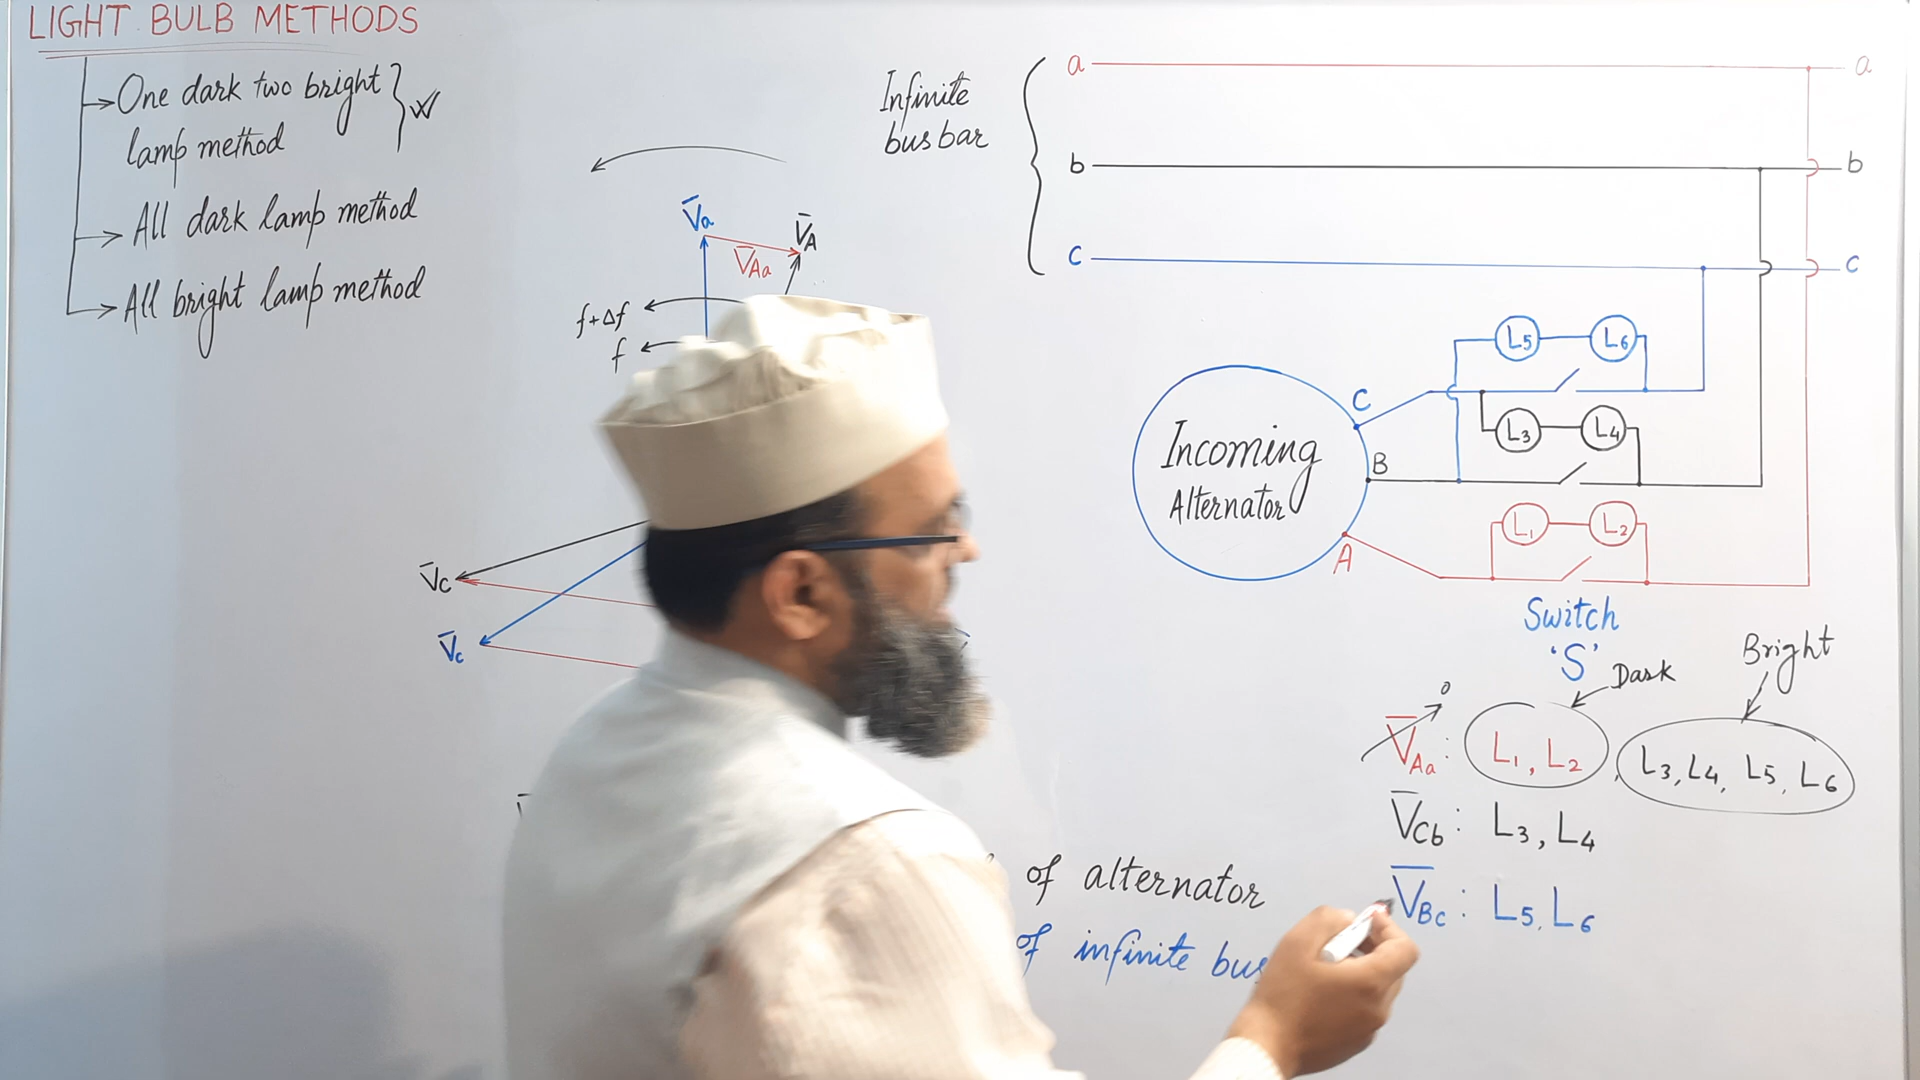 LIGHT BULB METHODS
One dark two bright
lamp method
All dark lamp method
All bright lamp method
Infinite
bus bar
a a
b b
c c
V̅a
V̅A
V̅Aa
f+Δf
f
V̅C
V̅c
L5 L6
L3 L4
L1 L2
C
B
A
Incoming
Alternator
Switch
'S'
Dark
Bright
0
V̅Aa : L1, L2, L3, L4, L5, L6
V̅Cb : L3, L4
V̅Bc : L5, L6
of alternator
of infinite bus